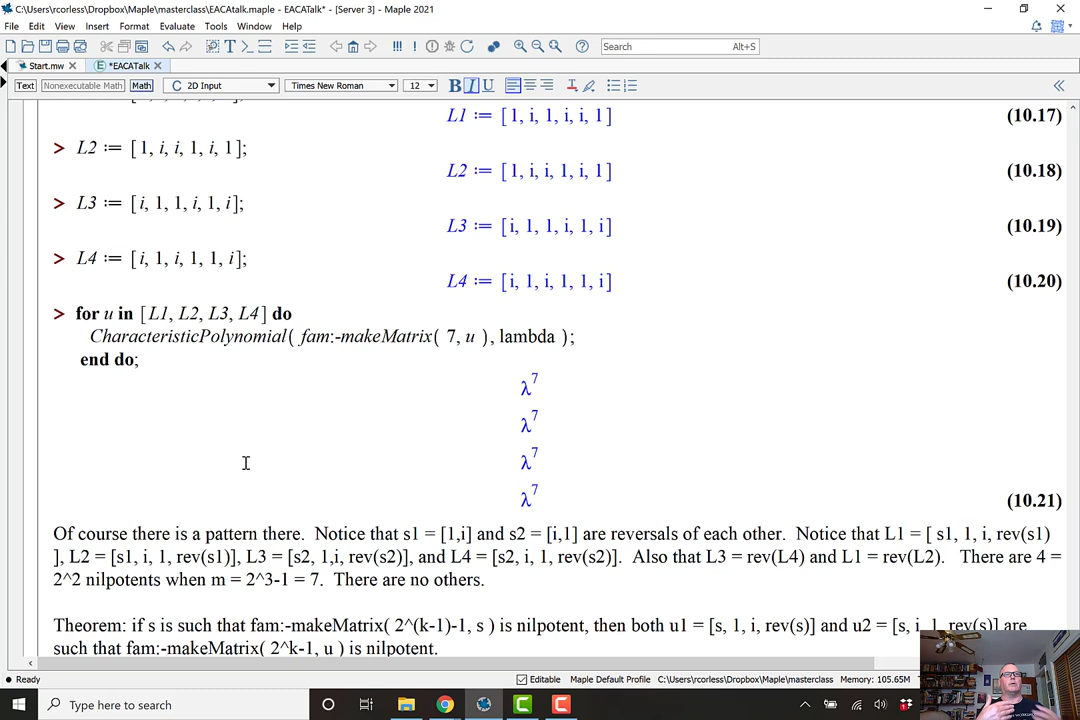 C:\Users\rcorless\Dropbox\Maple\masterclass\EACAtalk.maple - EACATalk* - [Server 3] - Maple 2021
File Edit View Insert Format Evaluate Tools Window Help
Search Alt+S
Start.mw *EACATalk
Text Nonexecutable Math Math C 2D Input Times New Roman 12 B I U
L1 := [1, i, 1, i, i, 1] (10.17)
> L2 := [1, i, i, 1, i, 1];
L2 := [1, i, i, 1, i, 1] (10.18)
> L3 := [i, 1, 1, i, 1, i];
L3 := [i, 1, 1, i, 1, i] (10.19)
> L4 := [i, 1, i, 1, 1, i];
L4 := [i, 1, i, 1, 1, i] (10.20)
> for u in [L1, L2, L3, L4] do
CharacteristicPolynomial( fam:-makeMatrix( 7, u ), lambda );
end do;
λ^7
λ^7
λ^7
λ^7
(10.21)
Of course there is a pattern there. Notice that s1 = [1,i] and s2 = [i,1] are reversals of each other. Notice that L1 = [ s1, 1, i, rev(s1)
], L2 = [s1, i, 1, rev(s1)], L3 = [s2, 1,i, rev(s2)], and L4 = [s2, i, 1, rev(s2)]. Also that L3 = rev(L4) and L1 = rev(L2). There are 4 =
2^2 nilpotents when m = 2^3-1 = 7. There are no others.
Theorem: if s is such that fam:-makeMatrix( 2^(k-1)-1, s ) is nilpotent, then both u1 = [s, 1, i, rev(s)] and u2 = [s, i, 1, rev(s)] are
such that fam:-makeMatrix( 2^k-1, u ) is nilpotent.
Ready Editable Maple Default Profile C:\Users\rcorless\Dropbox\Maple\masterclass Memory: 105.65M
Type here to search